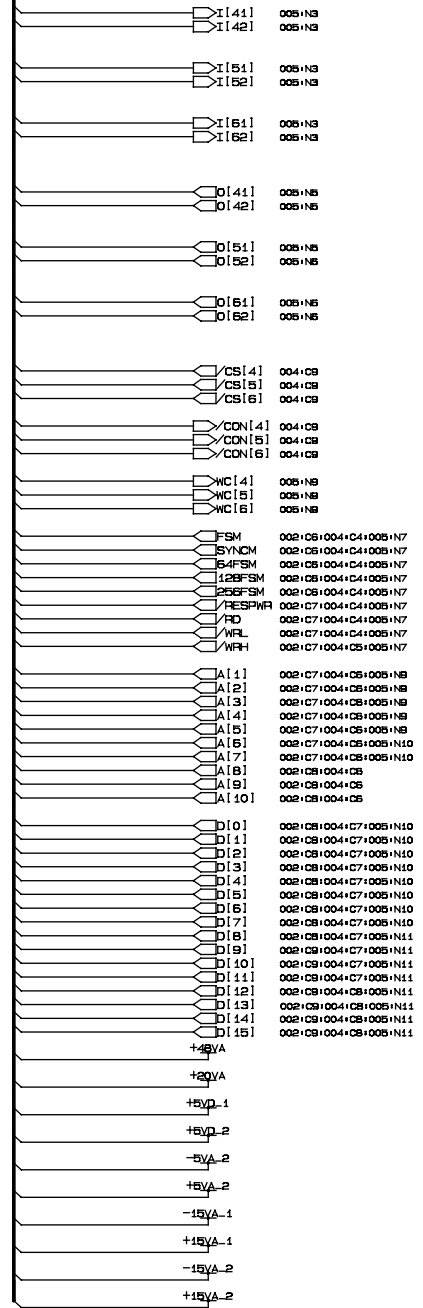 I[41] 005:N3
I[42] 005:N3
I[51] 005:N3
I[52] 005:N3
I[61] 005:N3
I[62] 005:N3
O[41] 005:N5
O[42] 005:N5
O[51] 005:N5
O[52] 005:N6
O[61] 005:N6
O[62] 005:N6
/CS[4] 004:C9
/CS[5] 004:C9
/CS[6] 004:C9
/CON[4] 004:C9
/CON[5] 004:C9
/CON[6] 004:C9
WC[4] 005:N9
WC[5] 005:N9
WC[6] 005:N9
FSM 002:C6:004:C4:005:N7
SYNCM 002:C6:004:C4:005:N7
64FSM 002:C6:004:C4:005:N7
128FSM 002:C6:004:C4:005:N7
256FSM 002:C6:004:C4:005:N7
/RESPWR 002:C7:004:C4:005:N7
/RD 002:C7:004:C4:005:N7
/WRL 002:C7:004:C4:005:N7
/WRH 002:C7:004:C5:005:N7
A[1] 002:C7:004:C6:005:N9
A[2] 002:C7:004:C6:005:N9
A[3] 002:C7:004:C6:005:N9
A[4] 002:C7:004:C6:005:N9
A[5] 002:C7:004:C6:005:N9
A[6] 002:C7:004:C6:005:N10
A[7] 002:C7:004:C6:005:N10
A[8] 002:C8:004:C6
A[9] 002:C8:004:C6
A[10] 002:C8:004:C6
D[0] 002:C8:004:C7:005:N10
D[1] 002:C8:004:C7:005:N10
D[2] 002:C8:004:C7:005:N10
D[3] 002:C8:004:C7:005:N10
D[4] 002:C8:004:C7:005:N10
D[5] 002:C8:004:C7:005:N10
D[6] 002:C8:004:C7:005:N10
D[7] 002:C8:004:C7:005:N10
D[8] 002:C8:004:C7:005:N11
D[9] 002:C9:004:C7:005:N11
D[10] 002:C9:004:C7:005:N11
D[11] 002:C9:004:C7:005:N11
D[12] 002:C9:004:C8:005:N11
D[13] 002:C9:004:C8:005:N11
D[14] 002:C9:004:C8:005:N11
D[15] 002:C9:004:C8:005:N11
+48VA
+20VA
+5VD_1
+5VD_2
-5VA_2
+5VA_2
-15VA_1
+15VA_1
-15VA_2
+15VA_2